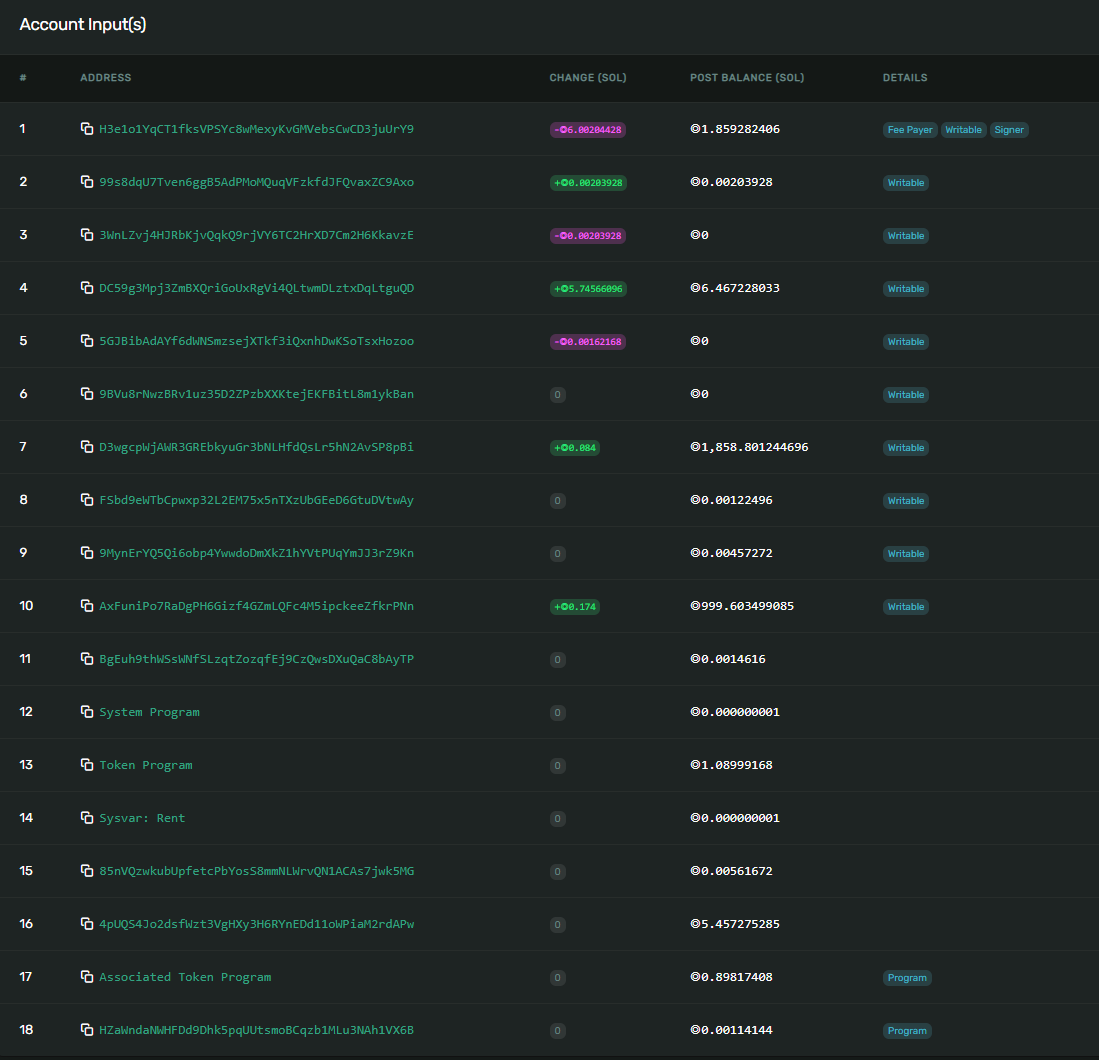 Account Input(s)
# ADDRESS CHANGE (SOL) POST BALANCE (SOL) DETAILS
1 H3e1o1YqCT1fksVPSYc8wMexyKvGMVebsCwCD3juUrY9 -◎6.00204428 ◎1.859282406 Fee Payer Writable Signer
2 99s8dqU7Tven6ggB5AdPMoMQuqVFzkfdJFQvaxZC9Axo +◎0.00203928 ◎0.00203928 Writable
3 3WnLZvj4HJRbKjvQqkQ9rjVY6TC2HrXD7Cm2H6KkavzE -◎0.00203928 ◎0 Writable
4 DC59g3Mpj3ZmBXQriGoUxRgVi4QLtwmDLztxDqLtguQD +◎5.74566096 ◎6.467228033 Writable
5 5GJBibAdAYf6dWNSmzsejXTkf3iQxnhDwKSoTsxHozoo -◎0.00162168 ◎0 Writable
6 9BVu8rNwzBRv1uz35D2ZPzbXXKtejEKFBitL8m1ykBan 0 ◎0 Writable
7 D3wgcpWjAWR3GREbkyuGr3bNLHfdQsLr5hN2AvSP8pBi +◎0.084 ◎1,858.801244696 Writable
8 FSbd9eWTbCpwxp32L2EM75x5nTXzUbGEeD6GtuDVtwAy 0 ◎0.00122496 Writable
9 9MynErYQ5Qi6obp4YwwdoDmXkZ1hYVtPUqYmJJ3rZ9Kn 0 ◎0.00457272 Writable
10 AxFuniPo7RaDgPH6Gizf4GZmLQFc4M5ipckeeZfkrPNn +◎0.174 ◎999.603499085 Writable
11 BgEuh9thWSsWNfSLzqtZozqfEj9CzQwsDXuQaC8bAyTP 0 ◎0.0014616
12 System Program 0 ◎0.000000001
13 Token Program 0 ◎1.08999168
14 Sysvar: Rent 0 ◎0.000000001
15 85nVQzwkubUpfetcPbYosS8mmNLWrvQN1ACAs7jwk5MG 0 ◎0.00561672
16 4pUQS4Jo2dsfWzt3VgHXy3H6RYnEDd11oWPiaM2rdAPw 0 ◎5.457275285
17 Associated Token Program 0 ◎0.89817408 Program
18 HZaWndaNWHFDd9Dhk5pqUUtsmoBCqzb1MLu3NAh1VX6B 0 ◎0.00114144 Program